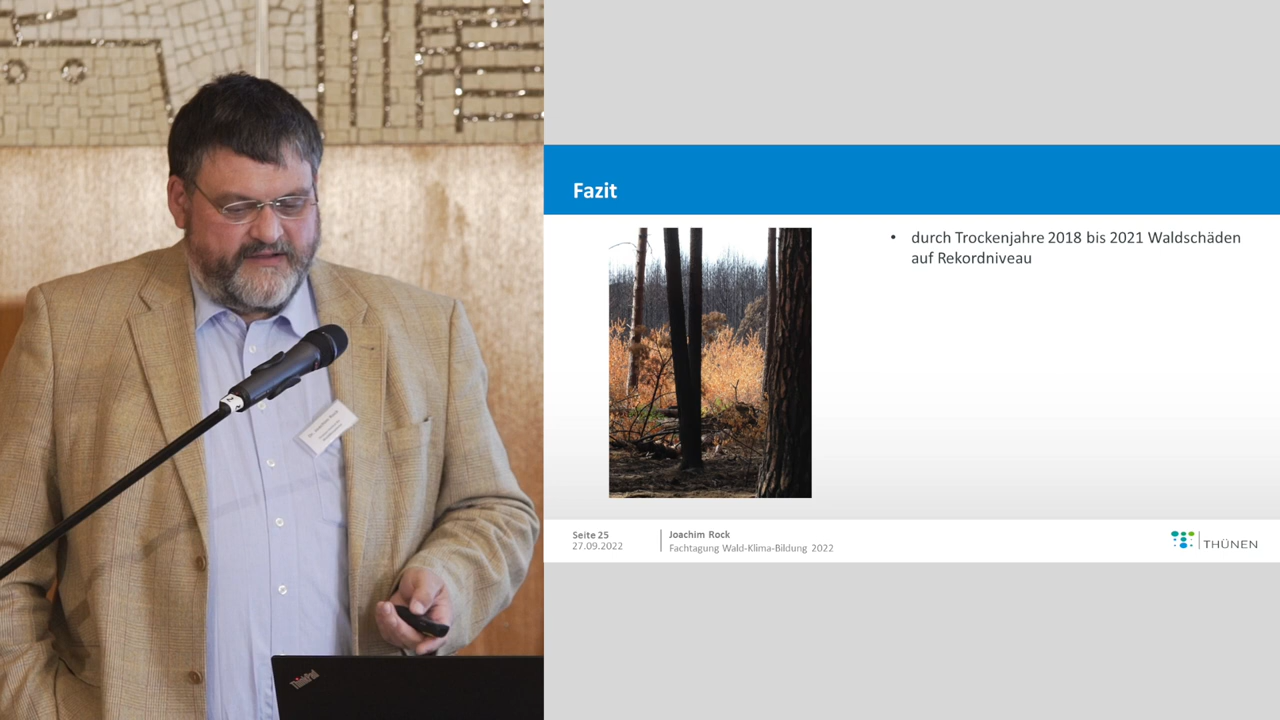 Fazit
• durch Trockenjahre 2018 bis 2021 Waldschäden
auf Rekordniveau
Seite 25
27.09.2022
Joachim Rock
Fachtagung Wald-Klima-Bildung 2022
THÜNEN
ThinkPad